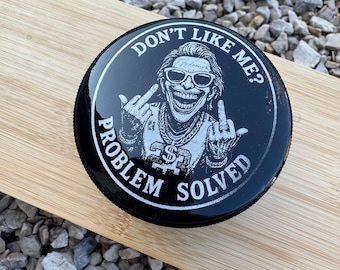 DON'T LIKE ME?
$
PROBLEM SOLVED